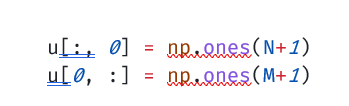 u[:, 0] = np.ones(N+1)
u[0, :] = np.ones(M+1)